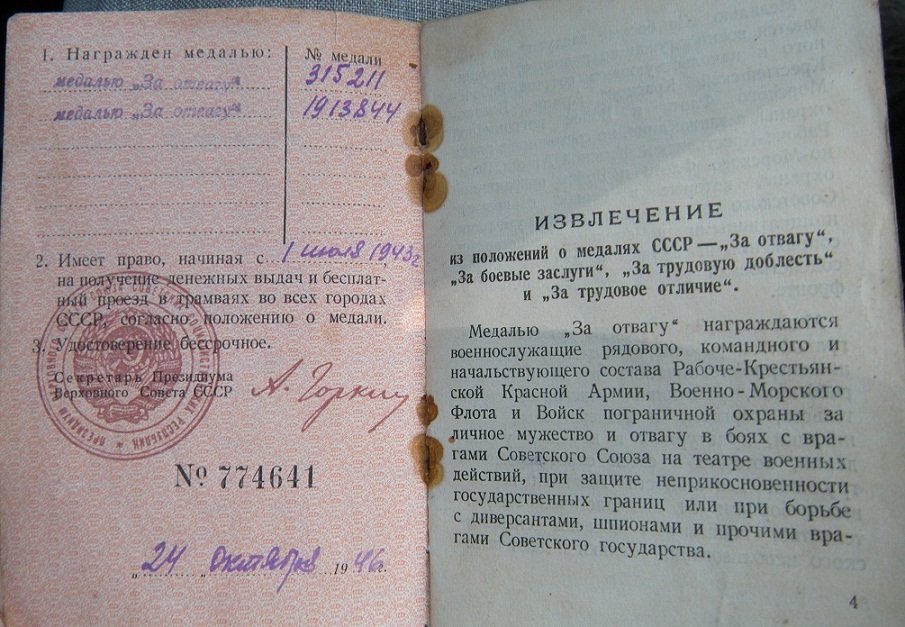 1. Награжден медалью:
№ медали
медалью „За отвагу“ 315211
медалью „За отвагу“ 1913844
2. Имеет право, начиная с 1 июля 1943г
на получение денежных выдач и бесплат-
ный проезд в трамваях во всех городах
СССР, согласно положению о медали.
3. Удостоверение бессрочное.
Секретарь Президиума
Верховного Совета СССР
А. Горкин
№ 774641
„24 октября 1946г.
ИЗВЛЕЧЕНИЕ
из положений о медалях СССР—„За отвагу“,
„За боевые заслуги“, „За трудовую доблесть“
и „За трудовое отличие“.
Медалью „За отвагу“ награждаются
военнослужащие рядового, командного и
начальствующего состава Рабоче-Крестьян-
ской Красной Армии, Военно-Морского
Флота и Войск пограничной охраны за
личное мужество и отвагу в боях с вра-
гами Советского Союза на театре военных
действий, при защите неприкосновенности
государственных границ или при борьбе
с диверсантами, шпионами и прочими вра-
гами Советского государства.
4